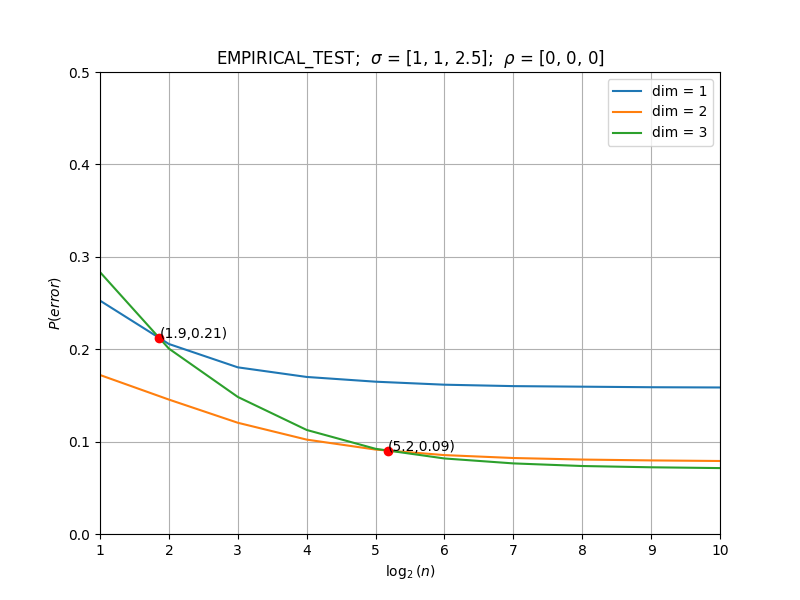 EMPIRICAL_TEST; σ = [1, 1, 2.5]; ρ = [0, 0, 0]
dim = 1
dim = 2
dim = 3
0.5
0.4
0.3
0.2
0.1
0.0
P(error)
(1.9,0.21)
(5.2,0.09)
1 2 3 4 5 6 7 8 9 10
log₂(n)